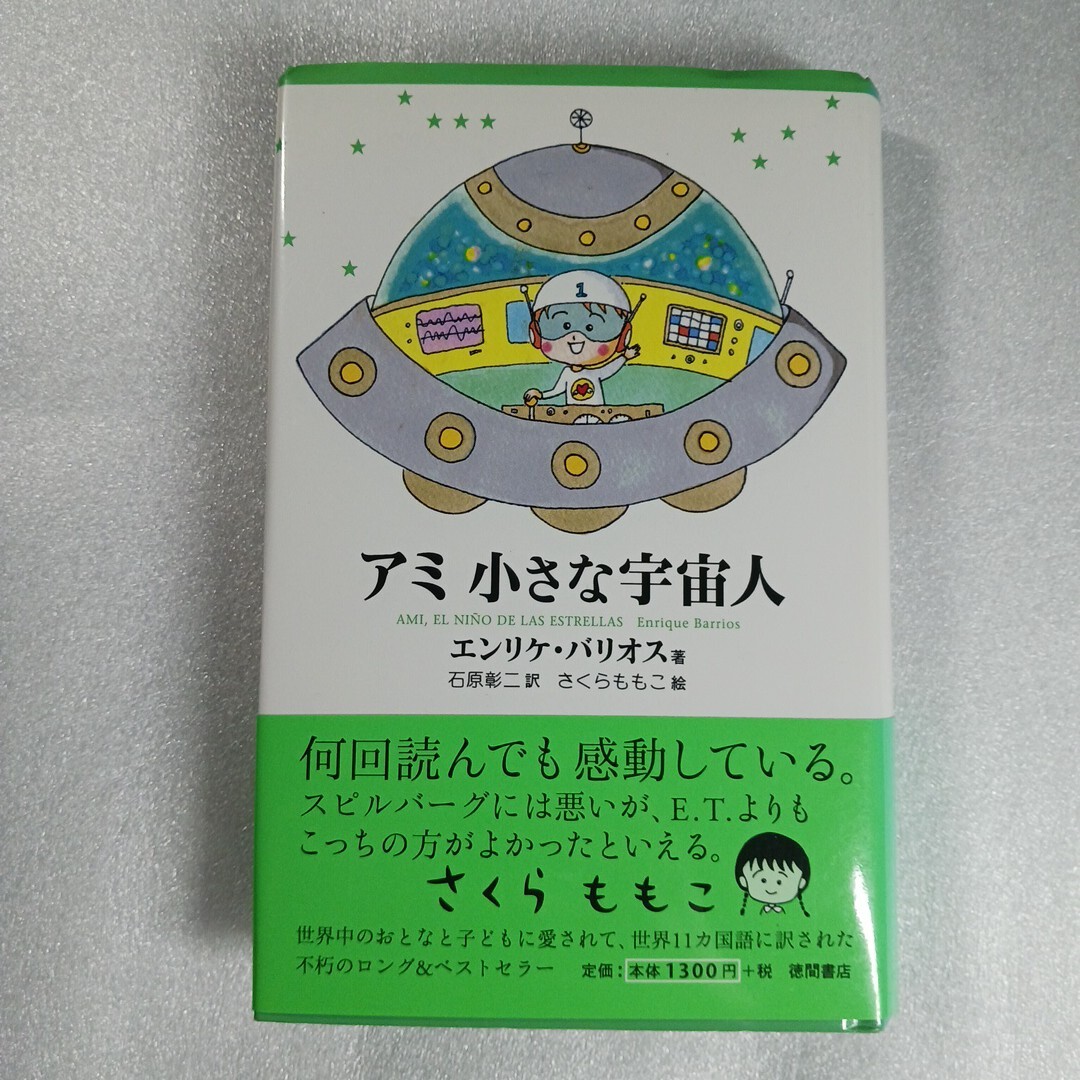 1
アミ 小さな宇宙人
AMI, EL NIÑO DE LAS ESTRELLAS Enrique Barrios
エンリケ・バリオス 著
石原彰二 訳 さくらももこ 絵
何回読んでも感動している。
スピルバーグには悪いが、E.T.よりも
こっちの方がよかったといえる。
さくら ももこ
世界中のおとなと子どもに愛されて、世界11カ国語に訳された
不朽のロング&ベストセラー 定価:本体1300円+税 徳間書店